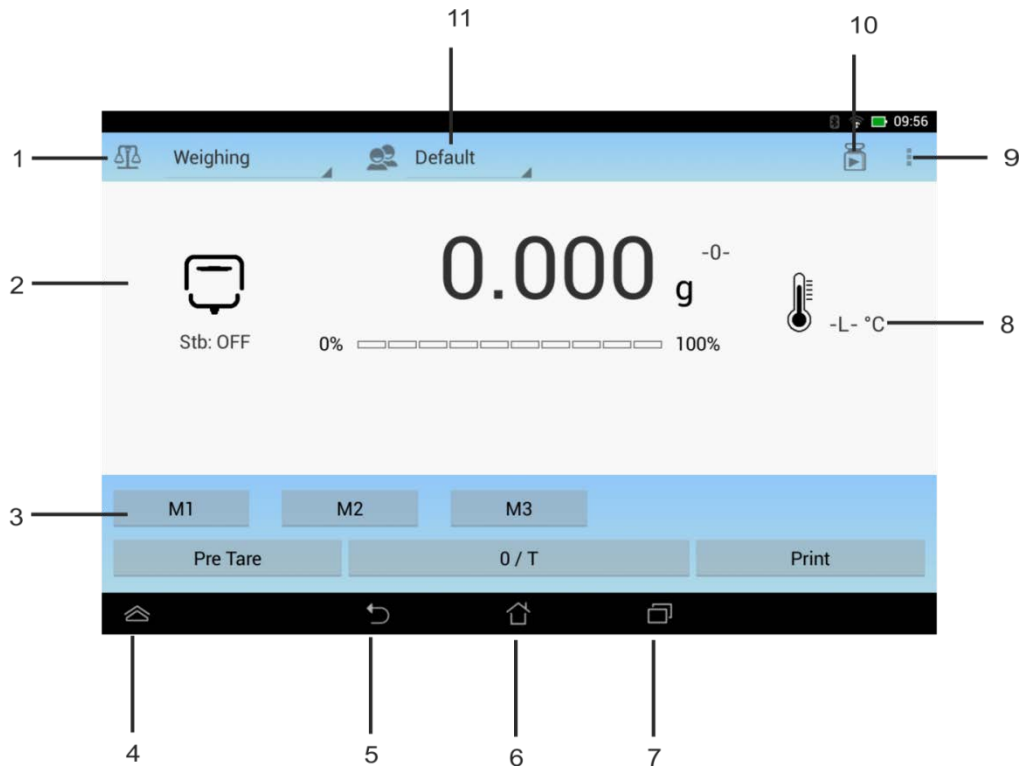 11
10
09:56
1
Weighing
Default
9
0.000 g -0-
2
Stb: OFF
0%
100%
-L- °C
8
3
M1
M2
M3
Pre Tare
0 / T
Print
4
5
6
7